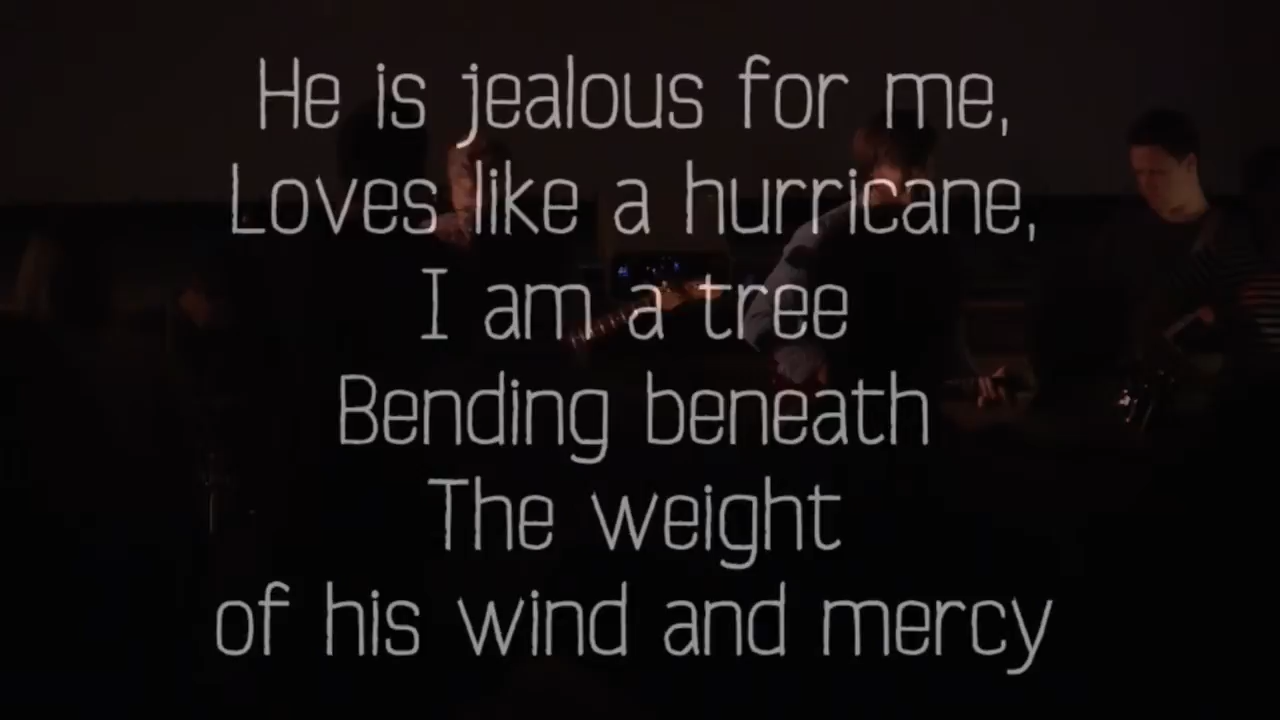 He is jealous for me,
Loves like a hurricane,
I am a tree
Bending beneath
The weight
of his wind and mercy